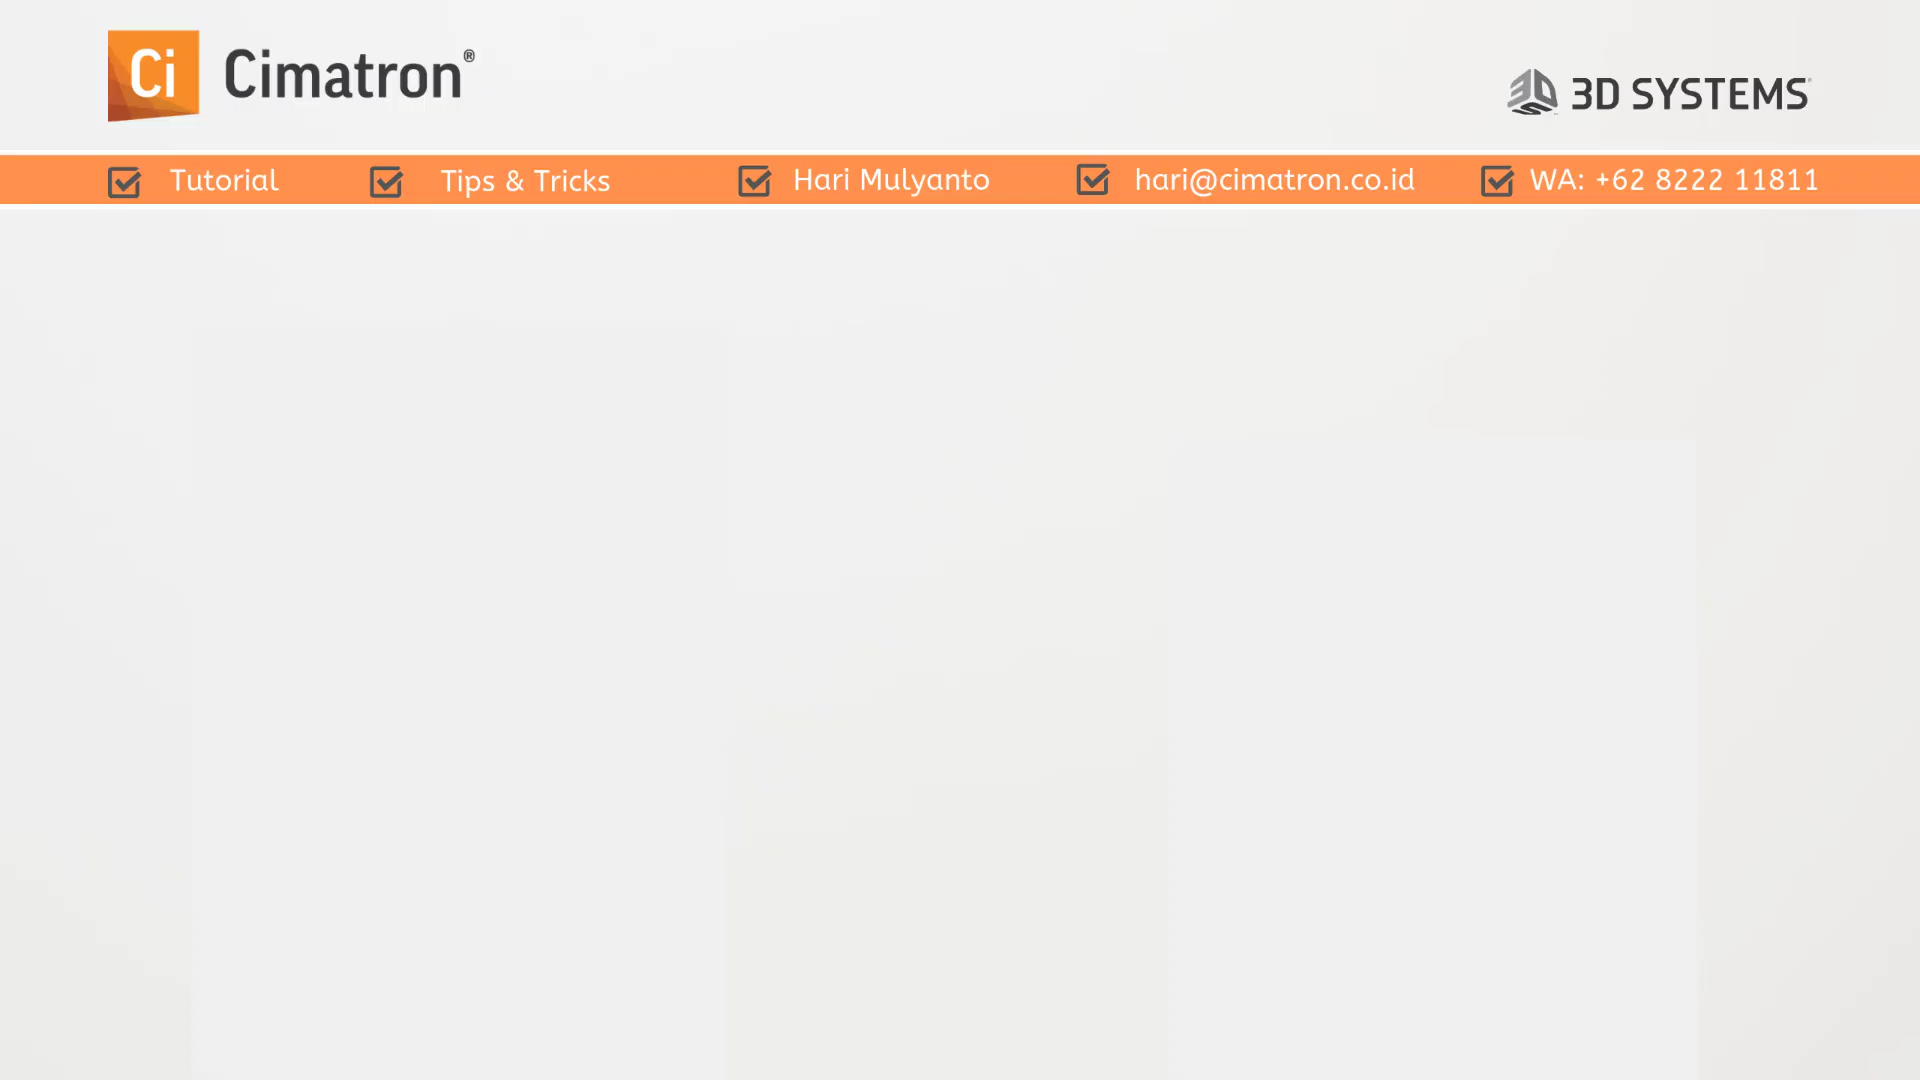 Ci Cimatron®
3D SYSTEMS
Tutorial
Tips & Tricks
Hari Mulyanto
hari@cimatron.co.id
WA: +62 8222 11811